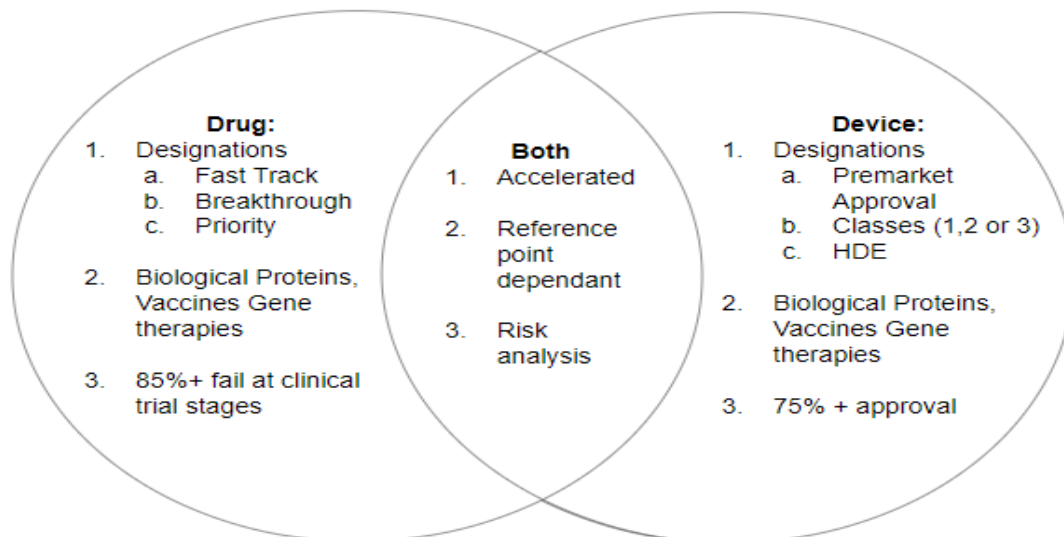 Drug:
1. Designations
a. Fast Track
b. Breakthrough
c. Priority
2. Biological Proteins,
Vaccines Gene
therapies
3. 85%+ fail at clinical
trial stages
Both
1. Accelerated
2. Reference
point
dependant
3. Risk
analysis
Device:
1. Designations
a. Premarket
Approval
b. Classes (1,2 or 3)
c. HDE
2. Biological Proteins,
Vaccines Gene
therapies
3. 75% + approval